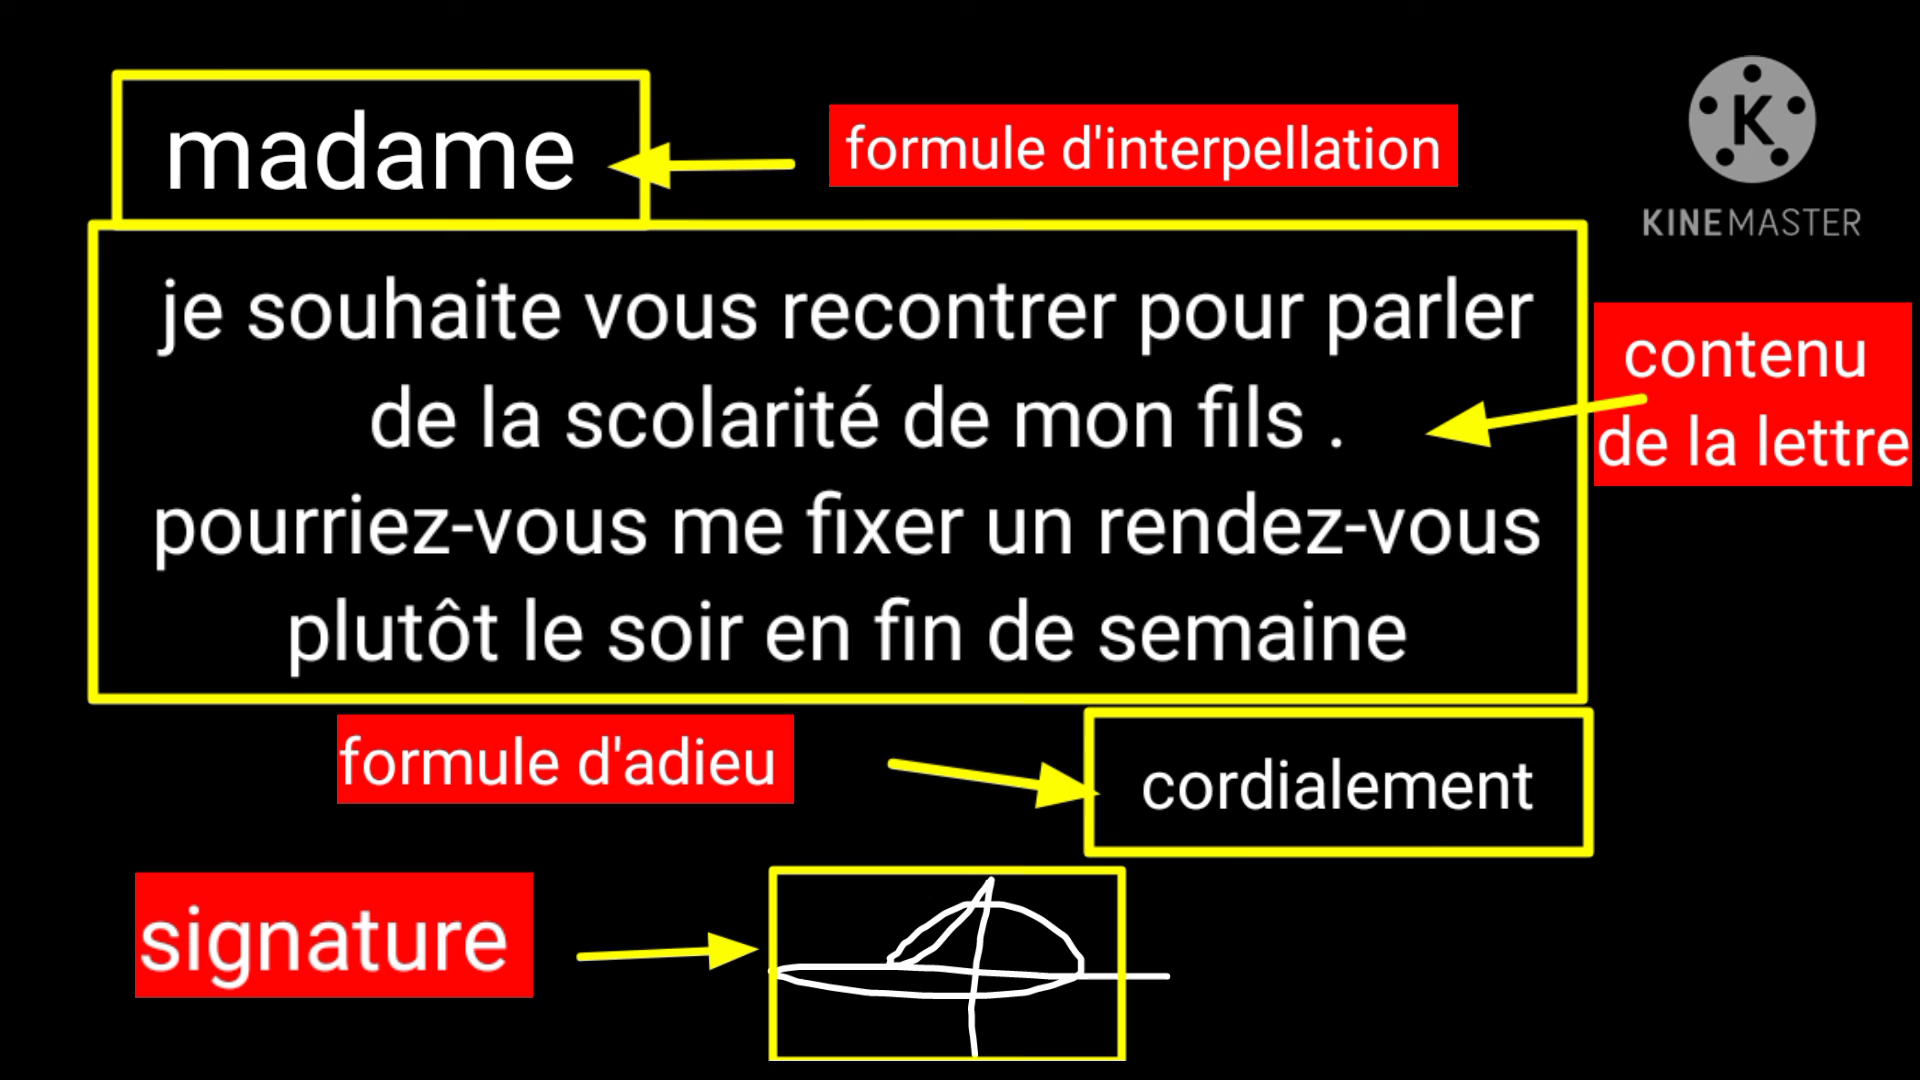 madame
formule d'interpellation
KINEMASTER
je souhaite vous recontrer pour parler
de la scolarité de mon fils .
pourriez-vous me fixer un rendez-vous
plutôt le soir en fin de semaine
contenu
de la lettre
formule d'adieu
cordialement
signature